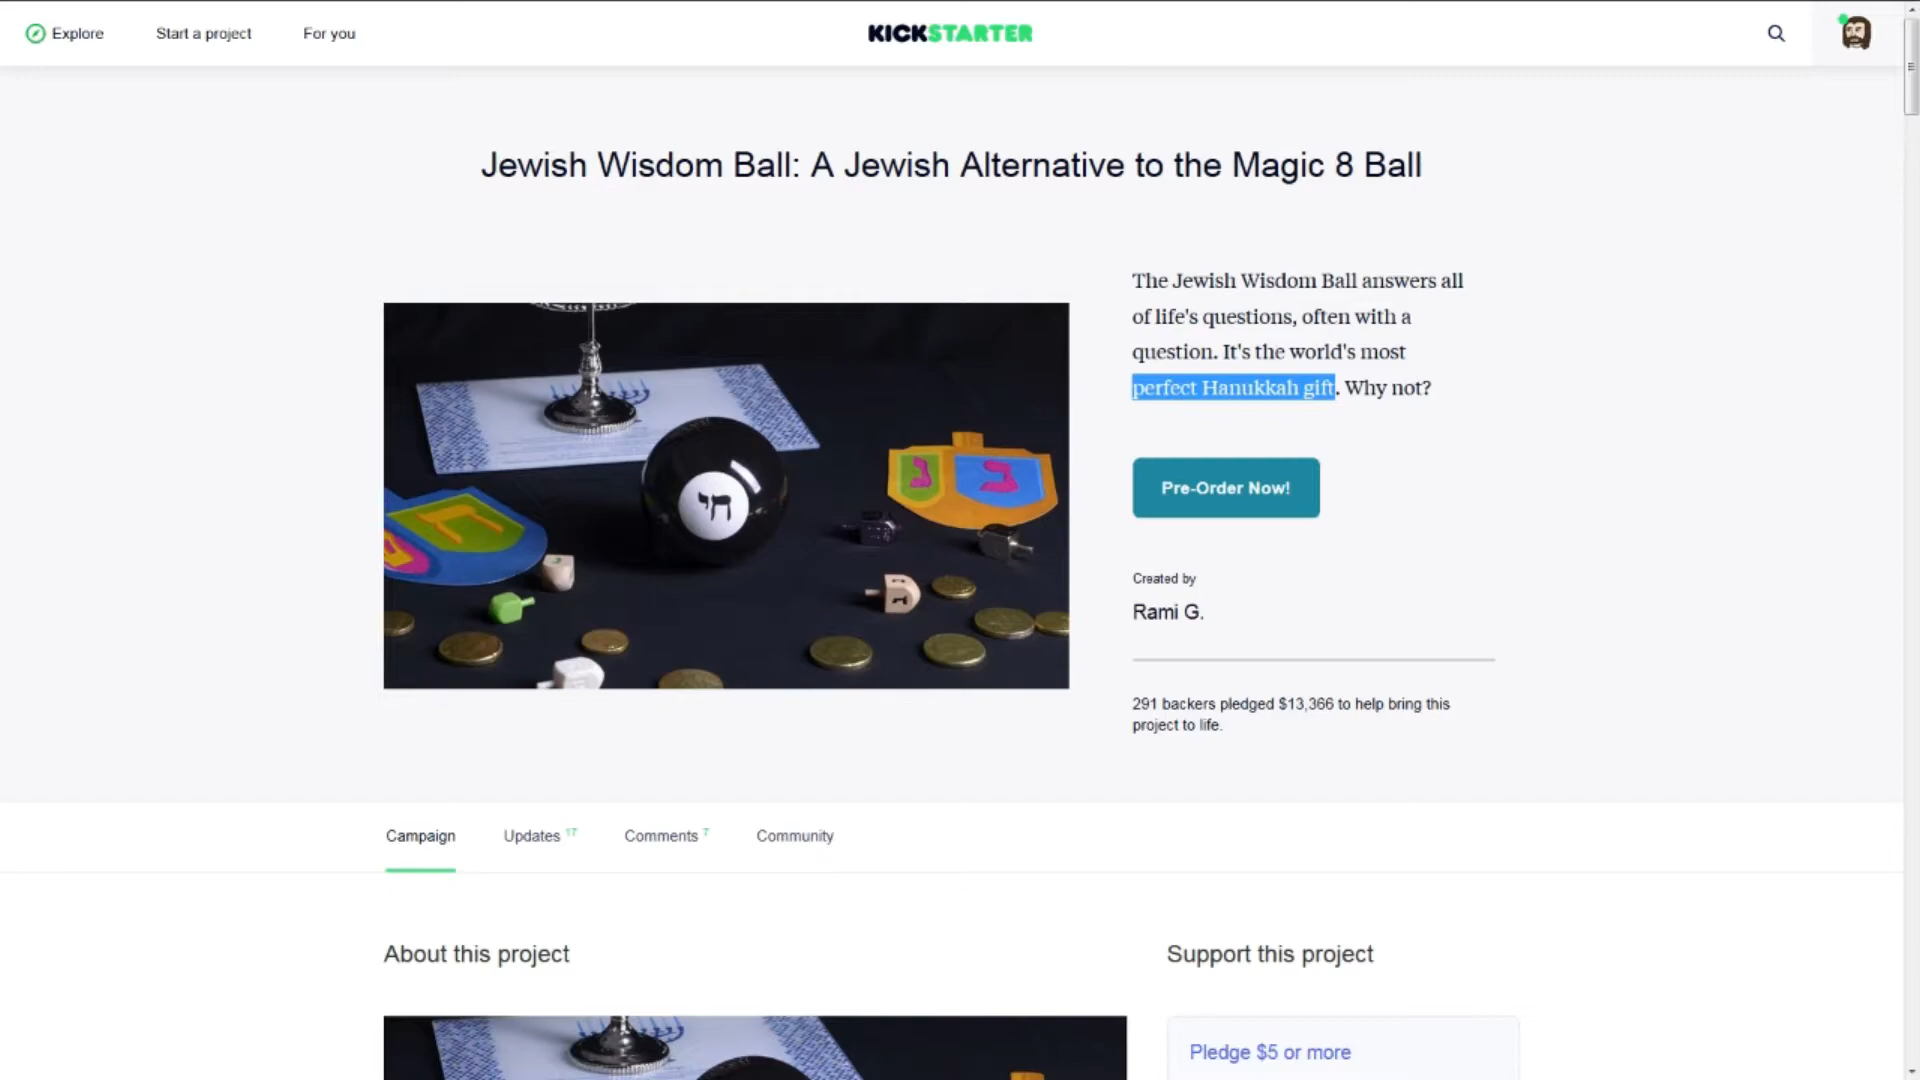 Explore
Start a project
For you
KICKSTARTER
Jewish Wisdom Ball: A Jewish Alternative to the Magic 8 Ball
The Jewish Wisdom Ball answers all
of life's questions, often with a
question. It's the world's most
perfect Hanukkah gift. Why not?
חי
נ
ג
ח
Pre-Order Now!
Created by
Rami G.
291 backers pledged $13,366 to help bring this
project to life.
Campaign
Updates 17
Comments 7
Community
About this project
Support this project
Pledge $5 or more